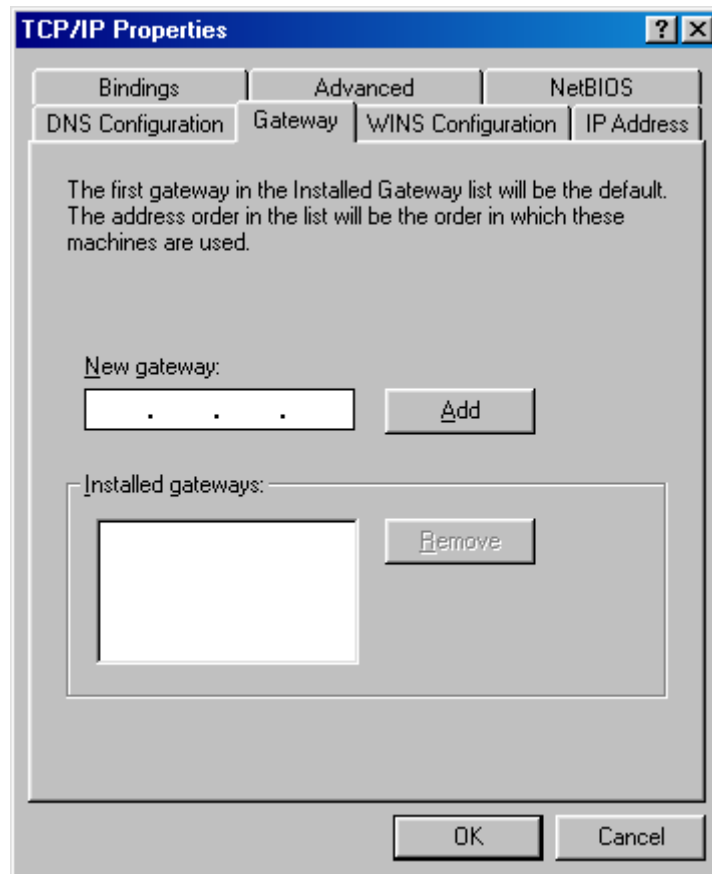 TCP/IP Properties
Bindings Advanced NetBIOS
DNS Configuration Gateway WINS Configuration IP Address
The first gateway in the Installed Gateway list will be the default.
The address order in the list will be the order in which these
machines are used.
New gateway:
. . . Add
Installed gateways:
Remove
OK Cancel